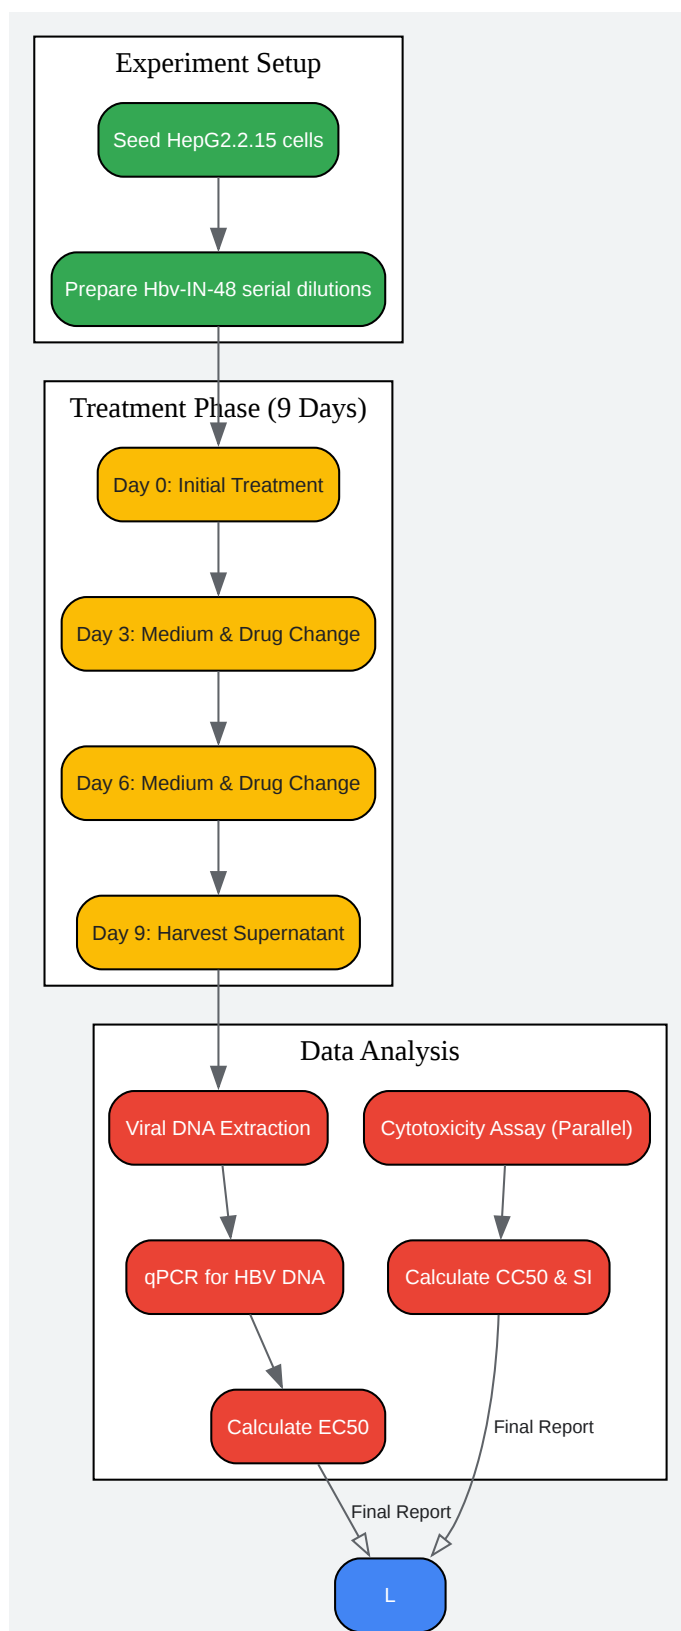 Experiment Setup
Seed HepG2.2.15 cells
Prepare Hbv-IN-48 serial dilutions
Treatment Phase (9 Days)
Day 0: Initial Treatment
Day 3: Medium & Drug Change
Day 6: Medium & Drug Change
Day 9: Harvest Supernatant
Data Analysis
Viral DNA Extraction
Cytotoxicity Assay (Parallel)
qPCR for HBV DNA
Calculate CC50 & SI
Calculate EC50
Final Report
Final Report
L